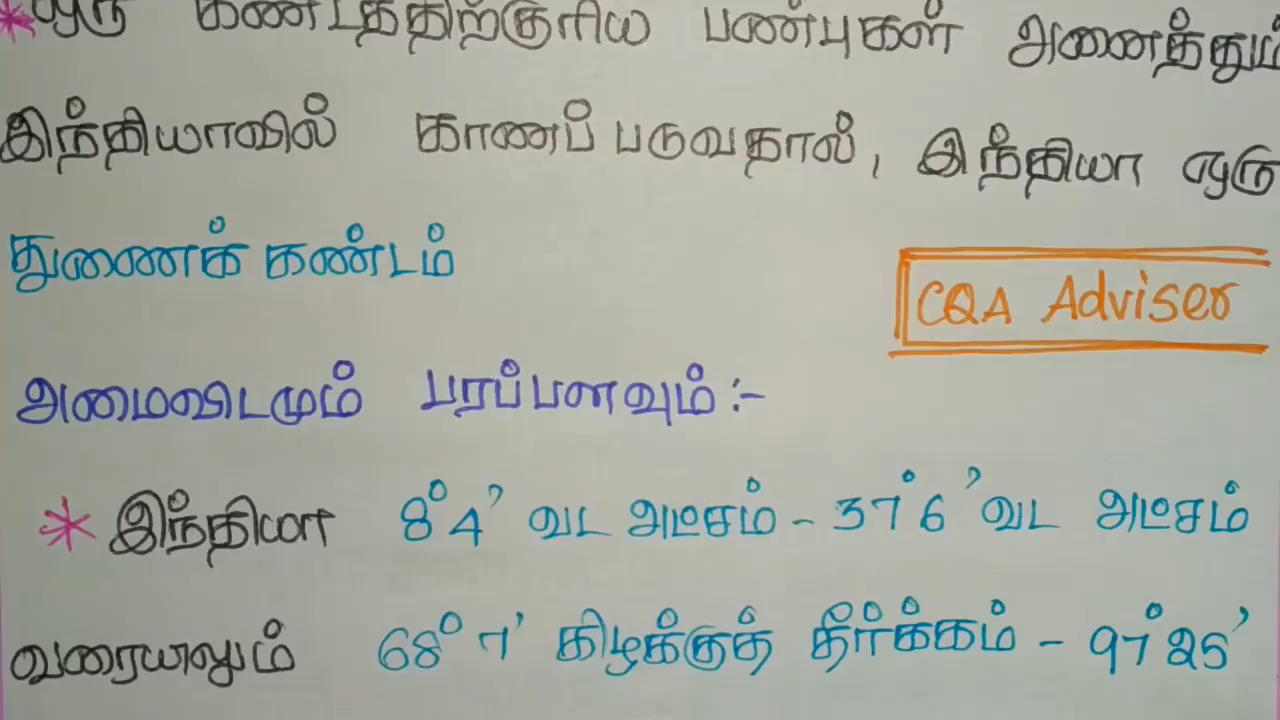 *ஒரு கண்டத்திற்குரிய பண்புகள் அனைத்தும்
இந்தியாவில் காணப் படுவதால், இந்தியா ஒரு
துணைக் கண்டம்
CQA Adviser
அமைவிடமும் பரப்பளவும் :-
* இந்தியா 8° 4' வட அட்சம் - 37° 6' வட அட்சம்
வரையாலும் 68° 7' கிழக்குத் தீர்க்கம் - 97° 25'